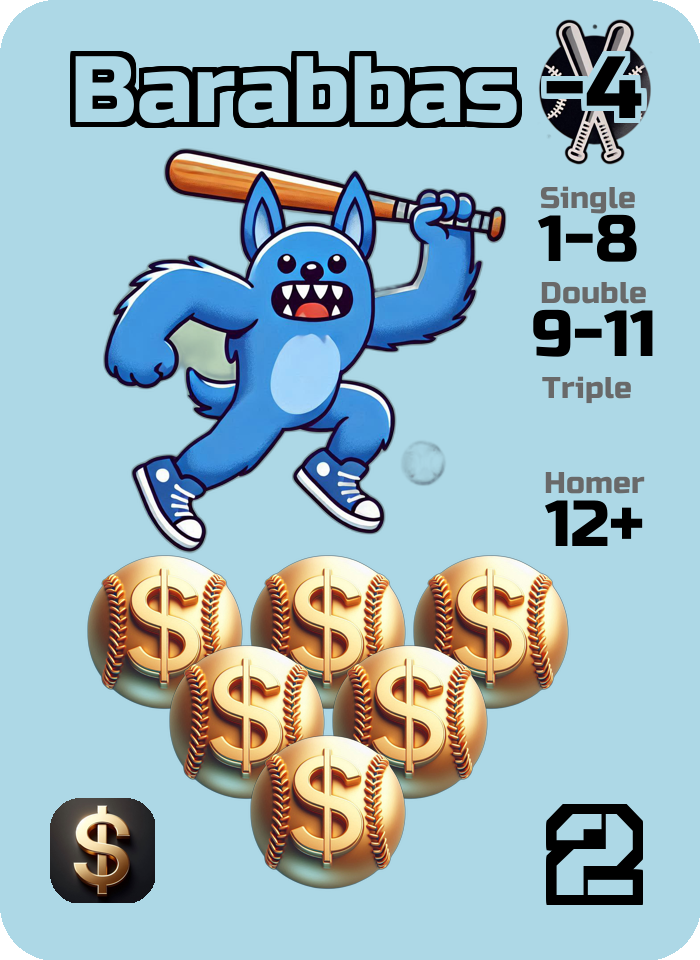 Barabbas -4
Single
1-8
Double
9-11
Triple
Homer
12+
$ $ $
$ $
$
$ 2